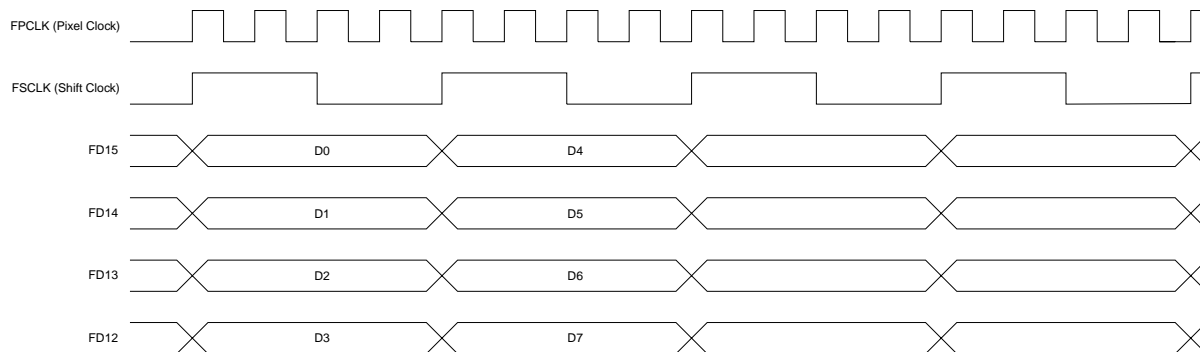 FPCLK (Pixel Clock)
FSCLK (Shift Clock)
FD15 D0 D4
FD14 D1 D5
FD13 D2 D6
FD12 D3 D7